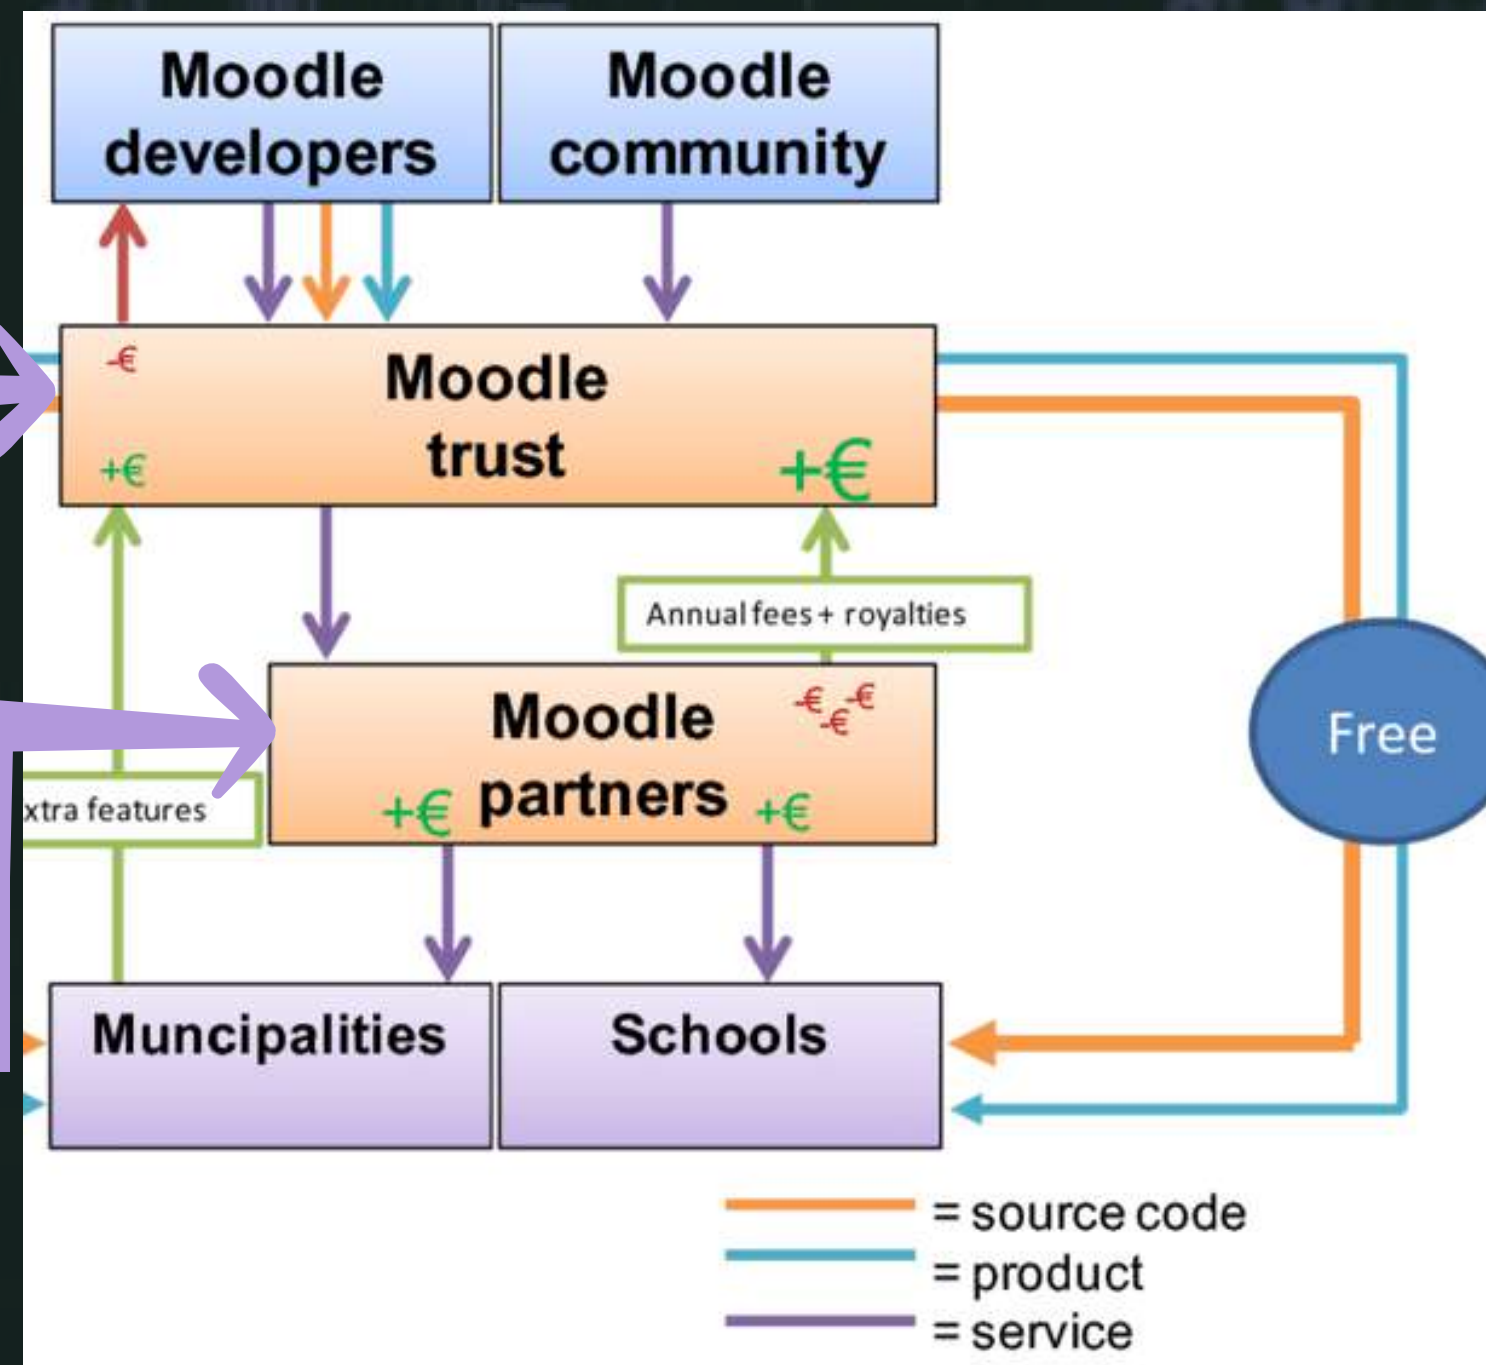 Moodle
developers
Moodle
community
-€
Moodle
trust
+€
+€
Annual fees + royalties
Moodle
partners
-€ -€
-€
+€
+€
xtra features
Free
Muncipalities
Schools
= source code
= product
= service